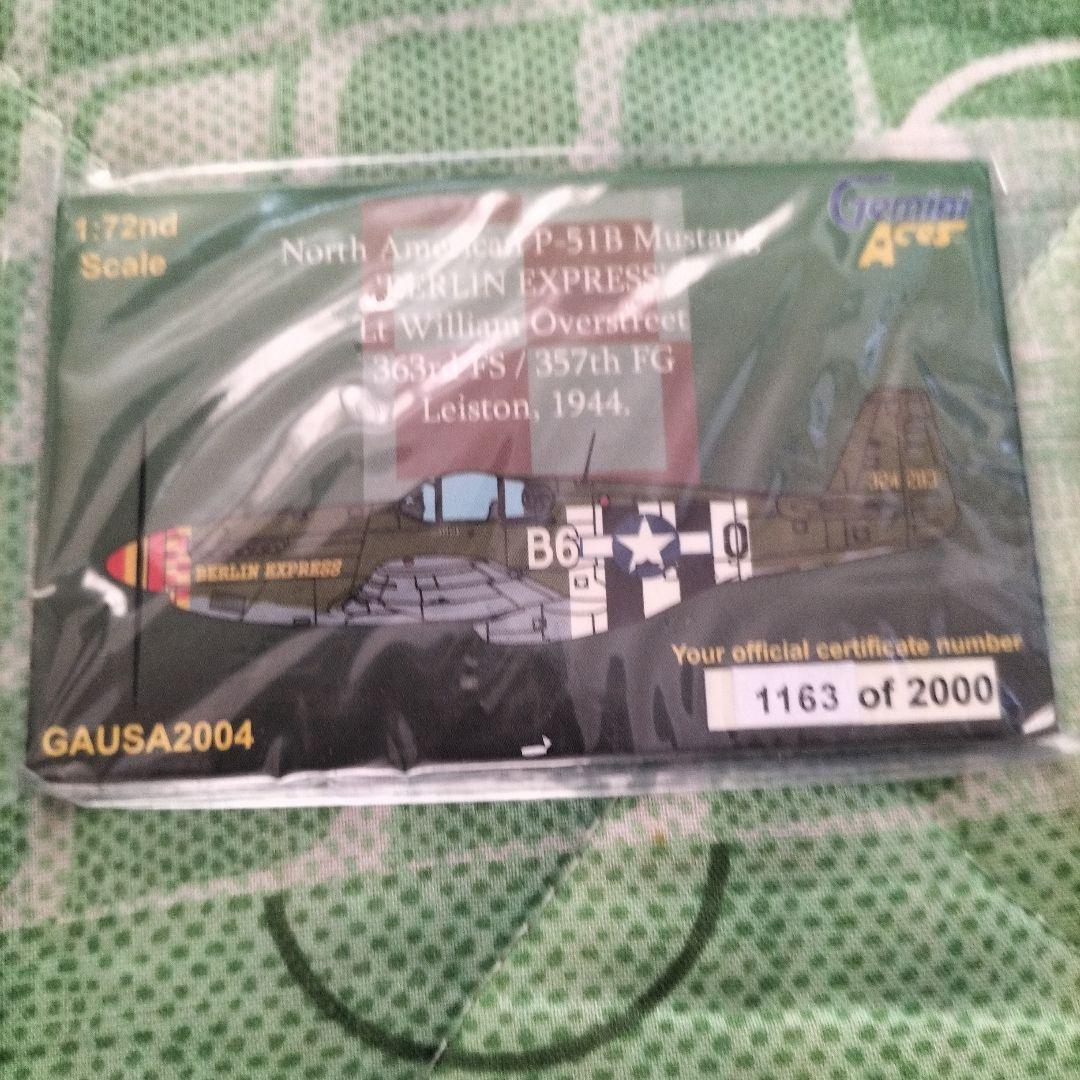 1:72nd
Scale
Gemini
Aces
North American P-51B Mustang
'BERLIN EXPRESS'
Lt William Overstreet
363rd FS / 357th FG
Leiston, 1944.
B6
BERLIN EXPRESS
Your official certificate number
1163 of 2000
GAUSA2004